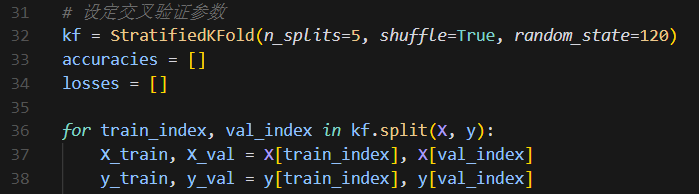 31 # 设定交叉验证参数
32 kf = StratifiedKFold(n_splits=5, shuffle=True, random_state=120)
33 accuracies = []
34 losses = []
35
36 for train_index, val_index in kf.split(X, y):
37     X_train, X_val = X[train_index], X[val_index]
38     y_train, y_val = y[train_index], y[val_index]